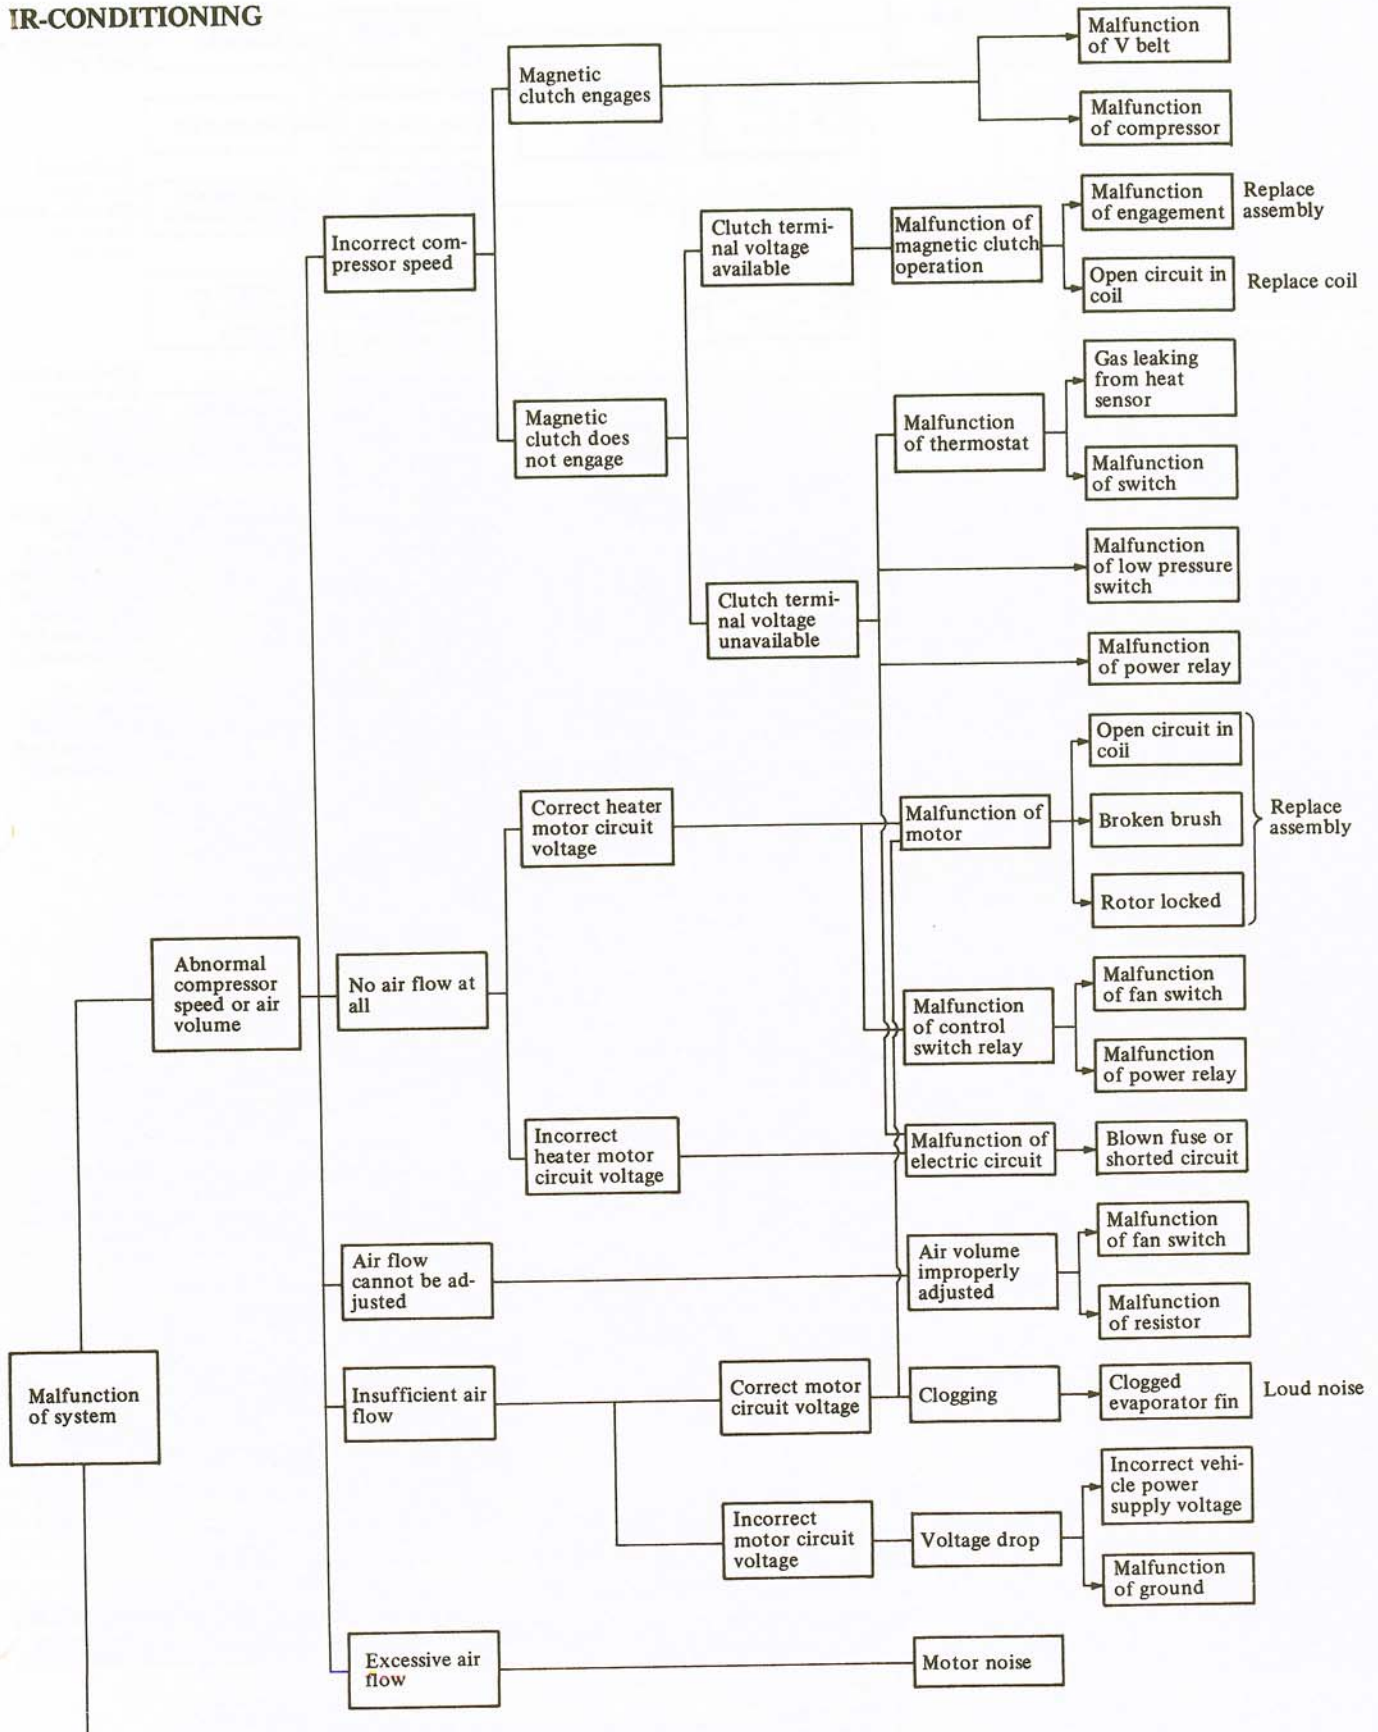 IR-CONDITIONING
Malfunction
of V belt
Magnetic
clutch engages
Malfunction
of compressor
Malfunction
of engagement
Replace
assembly
Incorrect com-
pressor speed
Clutch termi-
nal voltage
available
Malfunction of
magnetic clutch
operation
Open circuit in
coil
Replace coil
Gas leaking
from heat
sensor
Magnetic
clutch does
not engage
Malfunction
of thermostat
Malfunction
of switch
Malfunction
of low pressure
switch
Clutch termi-
nal voltage
unavailable
Malfunction
of power relay
Open circuit in
coil
Correct heater
motor circuit
voltage
Malfunction of
motor
Broken brush
Replace
assembly
Rotor locked
Abnormal
compressor
speed or air
volume
No air flow at
all
Malfunction
of control
switch relay
Malfunction
of fan switch
Malfunction
of power relay
Incorrect
heater motor
circuit voltage
Malfunction of
electric circuit
Blown fuse or
shorted circuit
Air flow
cannot be ad-
justed
Air volume
improperly
adjusted
Malfunction
of fan switch
Malfunction
of resistor
Malfunction
of system
Insufficient air
flow
Correct motor
circuit voltage
Clogging
Clogged
evaporator fin
Loud noise
Incorrect
motor circuit
voltage
Voltage drop
Incorrect vehi-
cle power
supply voltage
Malfunction
of ground
Excessive air
flow
Motor noise